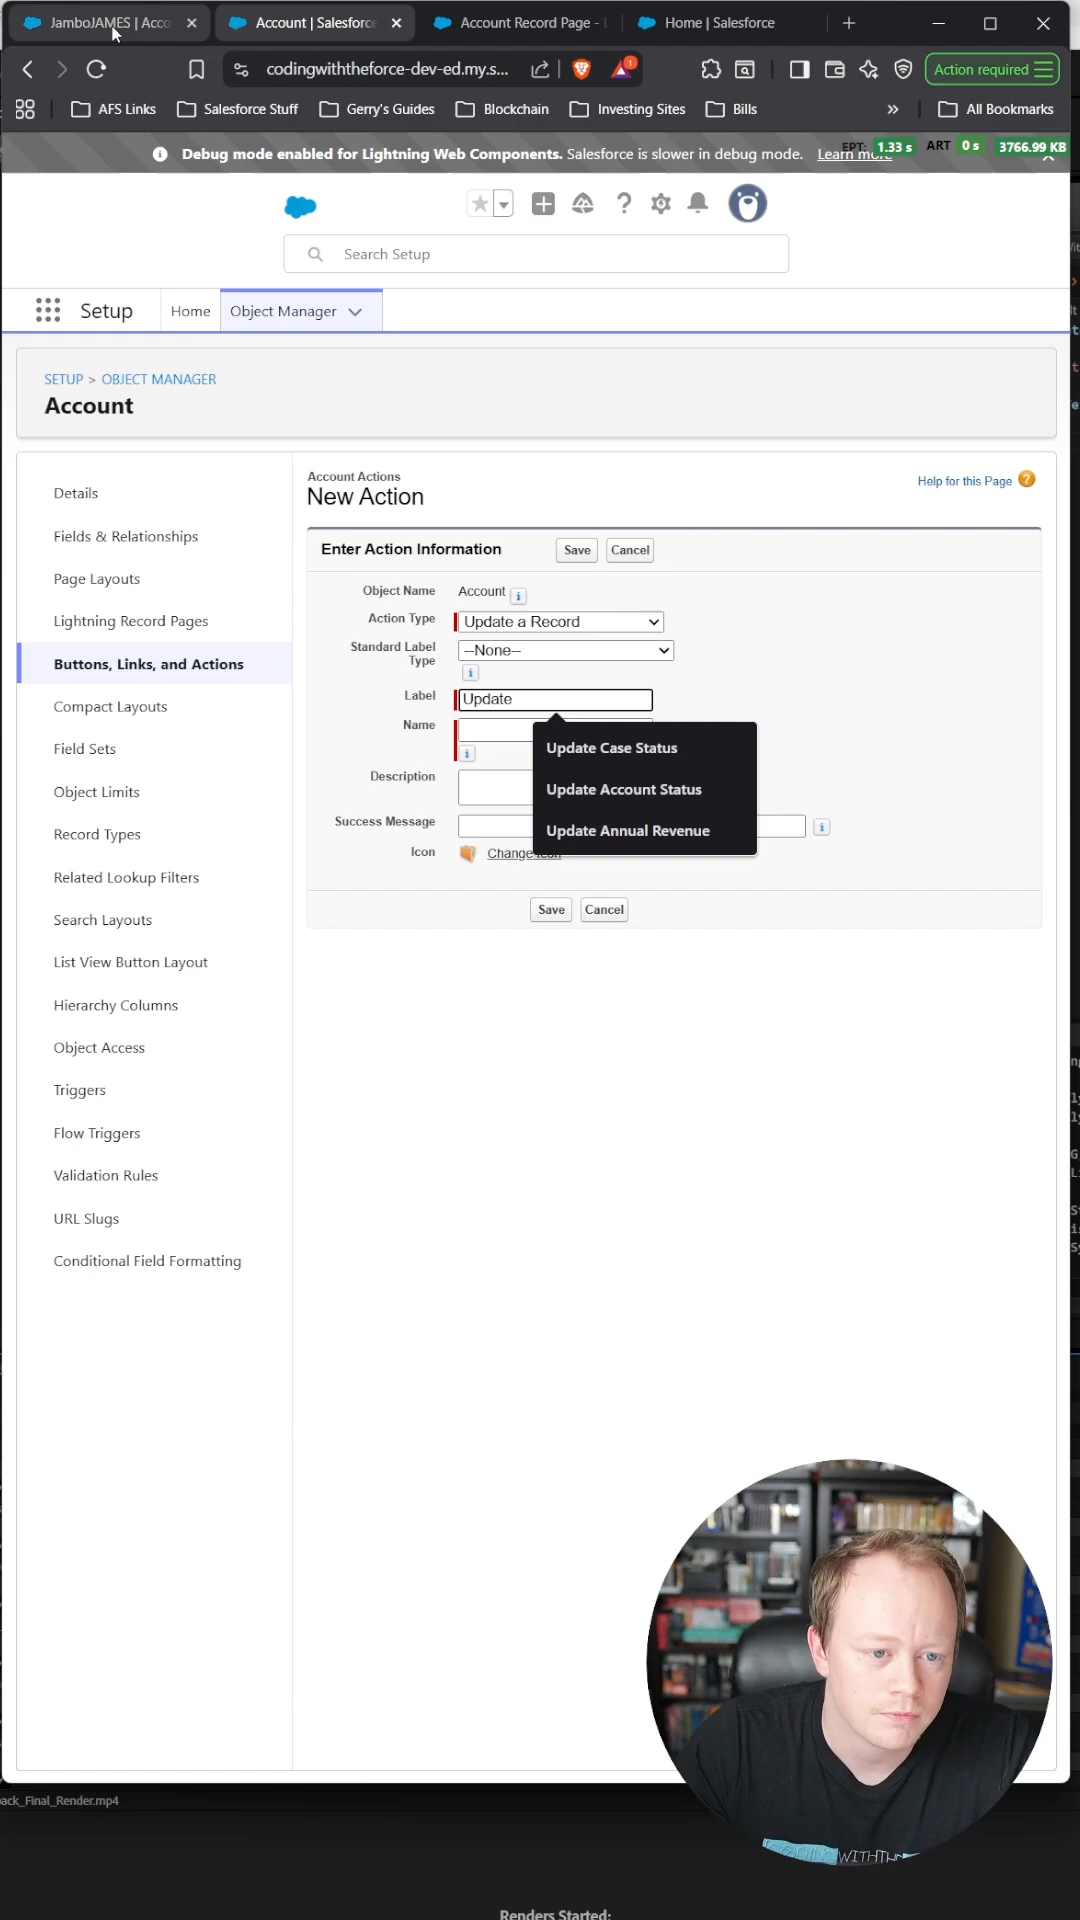 JamboJAMES | Acco
Account | Salesforce
Account Record Page -
Home | Salesforce
codingwiththeforce-dev-ed.my.s...
1
Action required
AFS Links
Salesforce Stuff
Gerry's Guides
Blockchain
Investing Sites
Bills
»
All Bookmarks
Debug mode enabled for Lightning Web Components. Salesforce is slower in debug mode. Learn more
EPT: 1.33 s ART 0 s 3766.99 KB
Search Setup
Setup
Home
Object Manager
SETUP > OBJECT MANAGER
Account
Details
Fields & Relationships
Page Layouts
Lightning Record Pages
Buttons, Links, and Actions
Compact Layouts
Field Sets
Object Limits
Record Types
Related Lookup Filters
Search Layouts
List View Button Layout
Hierarchy Columns
Object Access
Triggers
Flow Triggers
Validation Rules
URL Slugs
Conditional Field Formatting
Account Actions
New Action
Help for this Page ?
Enter Action Information Save Cancel
Object Name Account i
Action Type Update a Record
Standard Label Type --None--
i
Label Update
Name
i
Update Case Status
Update Account Status
Update Annual Revenue
Description
Success Message i
Icon Change Icon
Save Cancel
ack_Final_Render.mp4
Renders Started: